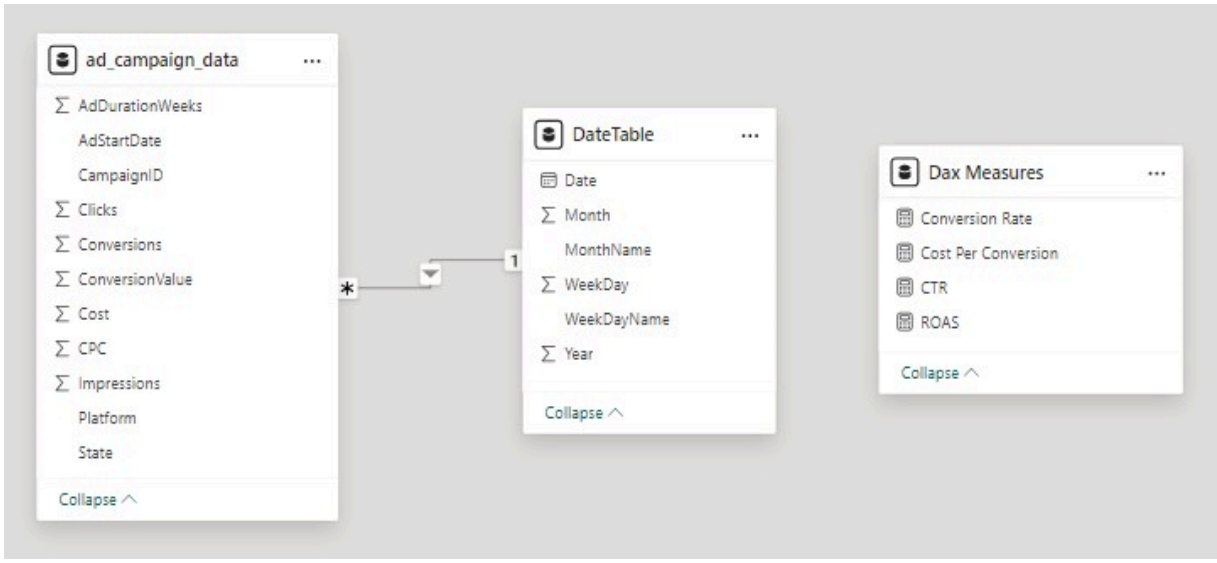 ad_campaign_data ...
AdDurationWeeks
AdStartDate
CampaignID
Clicks
Conversions
ConversionValue
Cost
CPC
Impressions
Platform
State
Collapse
*
1
DateTable ...
Date
Month
MonthName
WeekDay
WeekDayName
Year
Collapse
Dax Measures ...
Conversion Rate
Cost Per Conversion
CTR
ROAS
Collapse